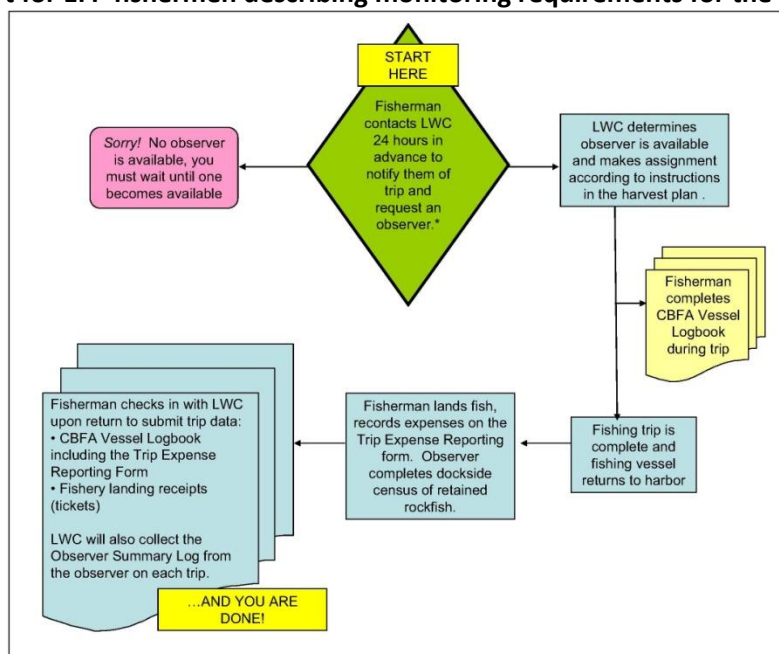 t for EFP fishermen describing monitoring requirements for the
START
HERE
Fisherman
contacts LWC
24 hours in
advance to
notify them of
trip and
request an
observer.*
Sorry! No observer
is available, you
must wait until one
becomes available
LWC determines
observer is available
and makes assignment
according to instructions
in the harvest plan .
Fisherman
completes
CBFA Vessel
Logbook
during trip
Fishing trip is
complete and
fishing vessel
returns to harbor
Fisherman lands fish,
records expenses on the
Trip Expense Reporting
form. Observer
completes dockside
census of retained
rockfish.
Fisherman checks in with LWC
upon return to submit trip data:
• CBFA Vessel Logbook
including the Trip Expense
Reporting Form
• Fishery landing receipts
(tickets)
LWC will also collect the
Observer Summary Log from
the observer on each trip.
…AND YOU ARE
DONE!